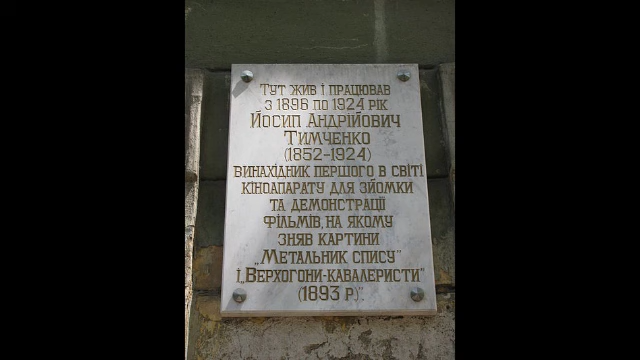 Тут жив і працював
з 1896 по 1924 рік
Йосип Андрійович
Тимченко
(1852-1924)
винахідник першого в світі
кіноапарату для зйомки
та демонстрації
фільмів, на якому
зняв картини
„Метальник спису”
і „Верхогони-кавалеристи”
(1893 р.)”.